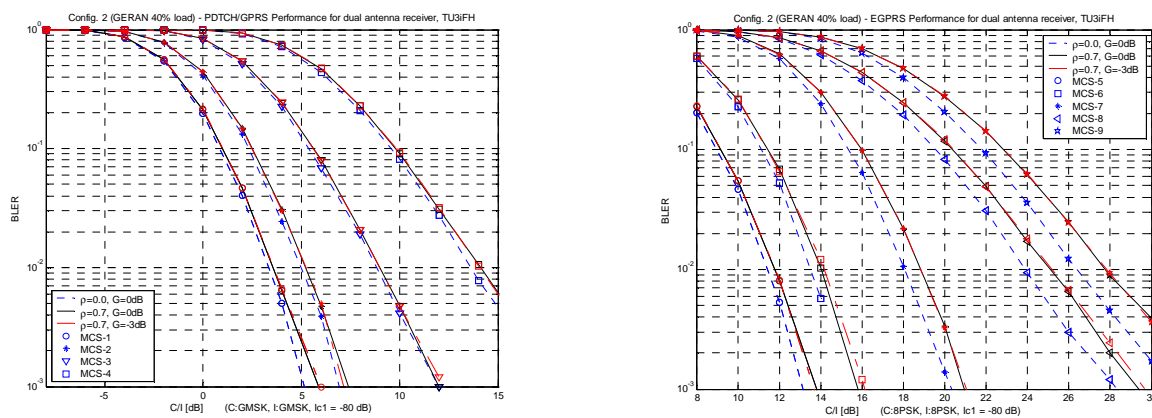 Config. 2 (GERAN 40% load) - PDTCH/GPRS Performance for dual antenna receiver, TU3iFH
10^0
10^-1
10^-2
10^-3
BLER
-5
0
5
10
15
C/I [dB] (C:GMSK, I:GMSK, Ic1 = -80 dB)
ρ=0.0, G=0dB
ρ=0.7, G=0dB
ρ=0.7, G=-3dB
MCS-1
MCS-2
MCS-3
MCS-4
Config. 2 (GERAN 40% load) - EGPRS Performance for dual antenna receiver, TU3iFH
10^0
10^-1
10^-2
10^-3
BLER
8
10
12
14
16
18
20
22
24
26
28
30
C/I [dB] (C:8PSK, I:8PSK, Ic1 = -80 dB)
ρ=0.0, G=0dB
ρ=0.7, G=0dB
ρ=0.7, G=-3dB
MCS-5
MCS-6
MCS-7
MCS-8
MCS-9